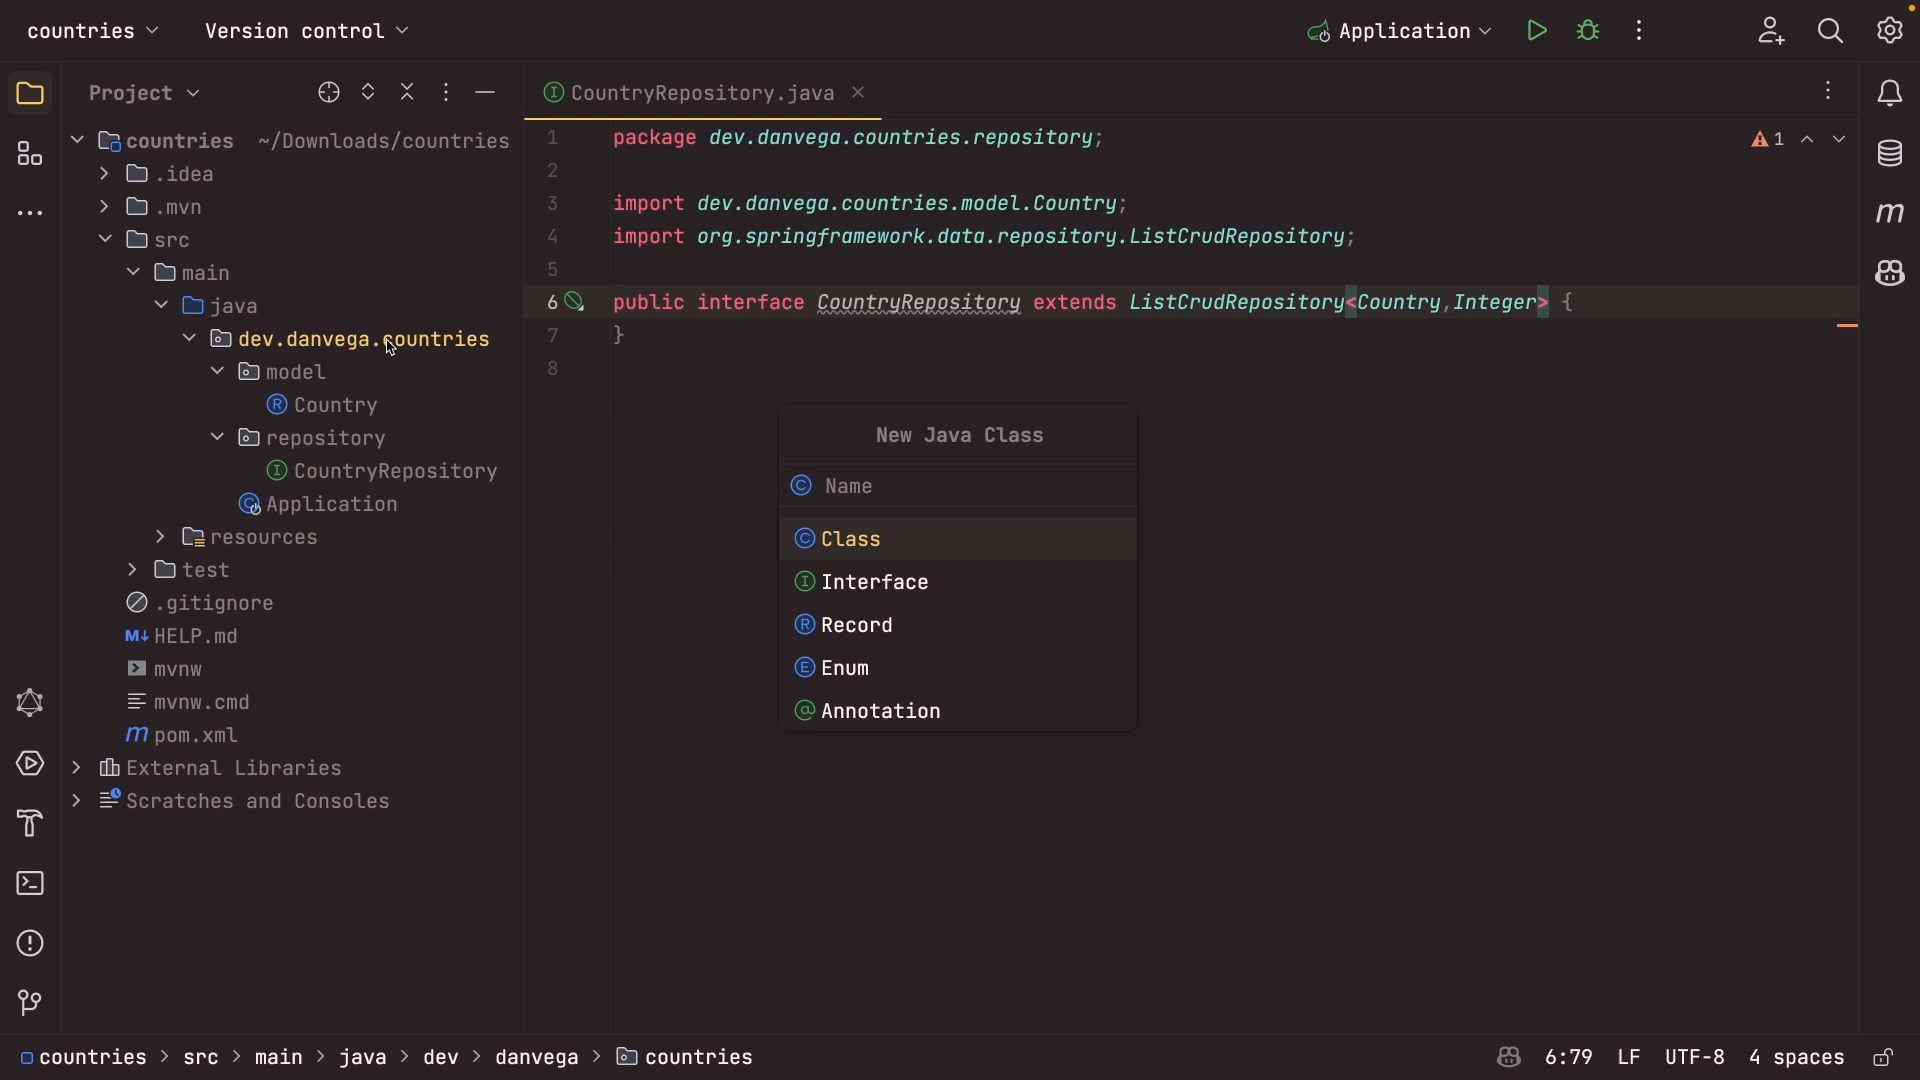 countries
Version control
Application
Project
countries ~/Downloads/countries
.idea
.mvn
src
main
java
dev.danvega.countries
model
Country
repository
CountryRepository
Application
resources
test
.gitignore
HELP.md
mvnw
mvnw.cmd
pom.xml
External Libraries
Scratches and Consoles
CountryRepository.java
1 package dev.danvega.countries.repository;
2
3 import dev.danvega.countries.model.Country;
4 import org.springframework.data.repository.ListCrudRepository;
5
6 public interface CountryRepository extends ListCrudRepository<Country,Integer> {
7 }
8
1
New Java Class
Name
Class
Interface
Record
Enum
Annotation
countries > src > main > java > dev > danvega > countries
6:79 LF UTF-8 4 spaces